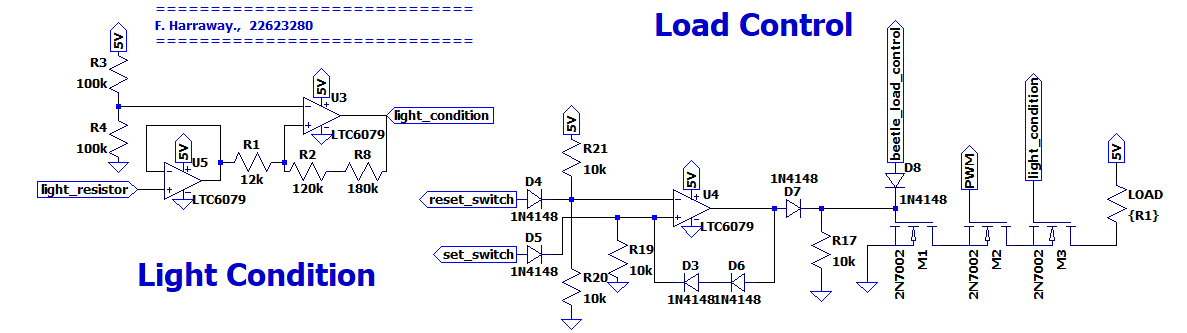 ==============================
F. Harraway., 22623280
==============================
Load Control
5V
R3
100k
R4
100k
5V
U3
LTC6079
light_condition
5V
U5
LTC6079
light_resistor
R1
12k
R2
120k
R8
180k
Light Condition
5V
R21
10k
reset_switch
D4
1N4148
set_switch
D5
1N4148
R20
10k
R19
10k
5V
U4
LTC6079
D3
1N4148
D6
1N4148
1N4148
D7
R17
10k
beetle_load_control
D8
1N4148
PWM
light_condition
5V
LOAD
{R1}
2N7002
M1
2N7002
M2
2N7002
M3